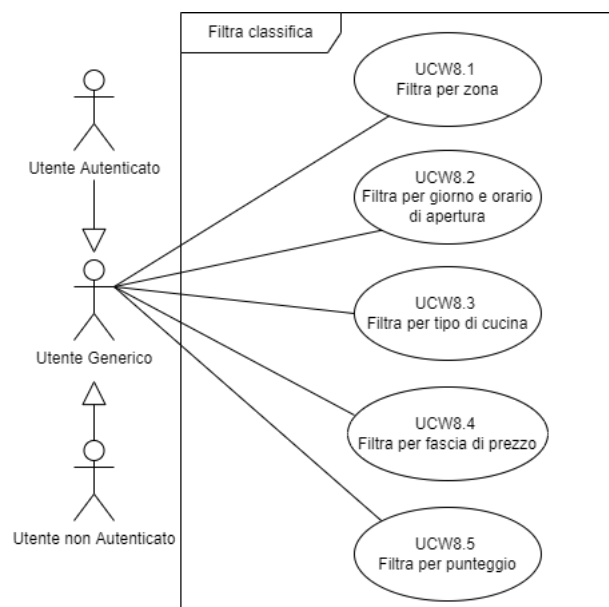 Filtra classifica
UCW8.1
Filtra per zona
Utente Autenticato
UCW8.2
Filtra per giorno e orario
di apertura
UCW8.3
Filtra per tipo di cucina
Utente Generico
UCW8.4
Filtra per fascia di prezzo
Utente non Autenticato
UCW8.5
Filtra per punteggio